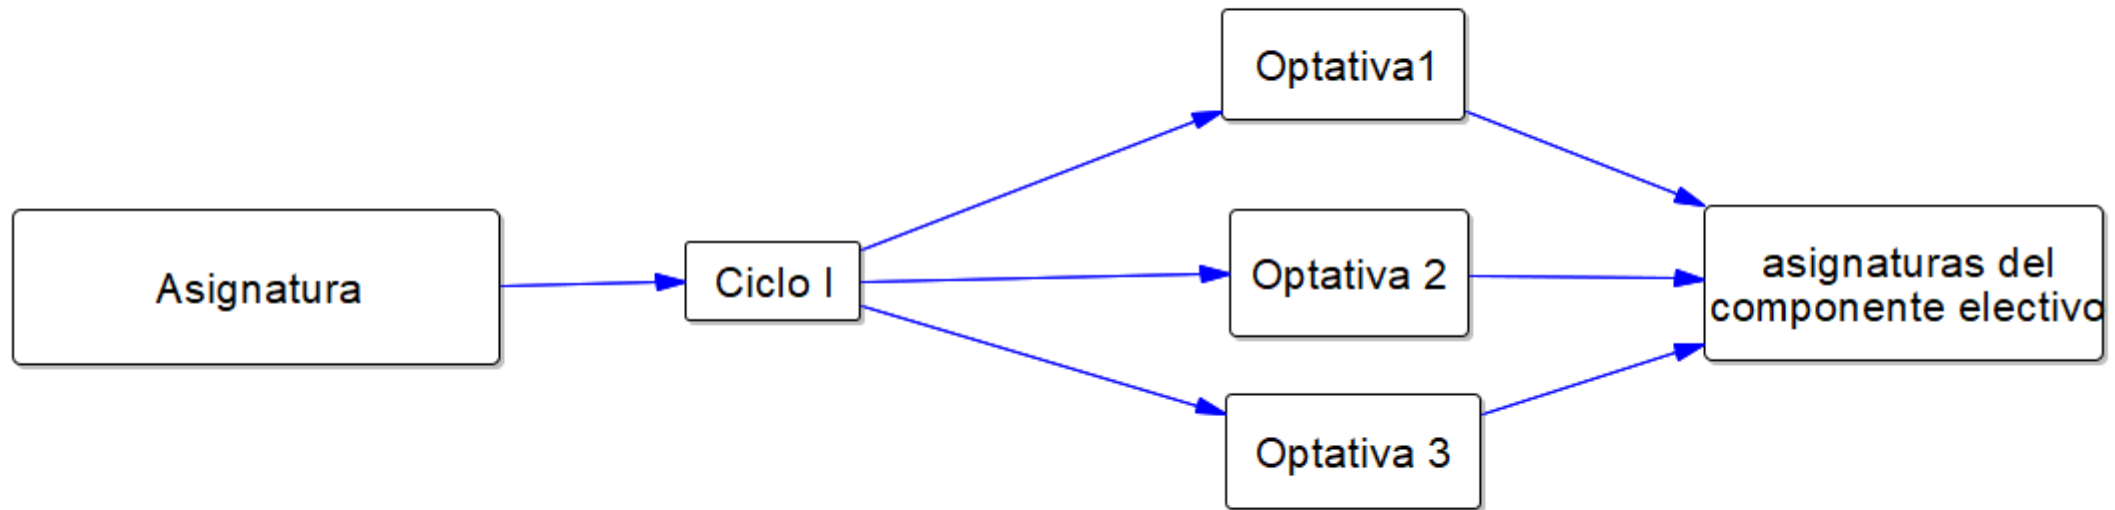 Asignatura
Ciclo I
Optativa1
Optativa 2
Optativa 3
asignaturas del
componente electivo